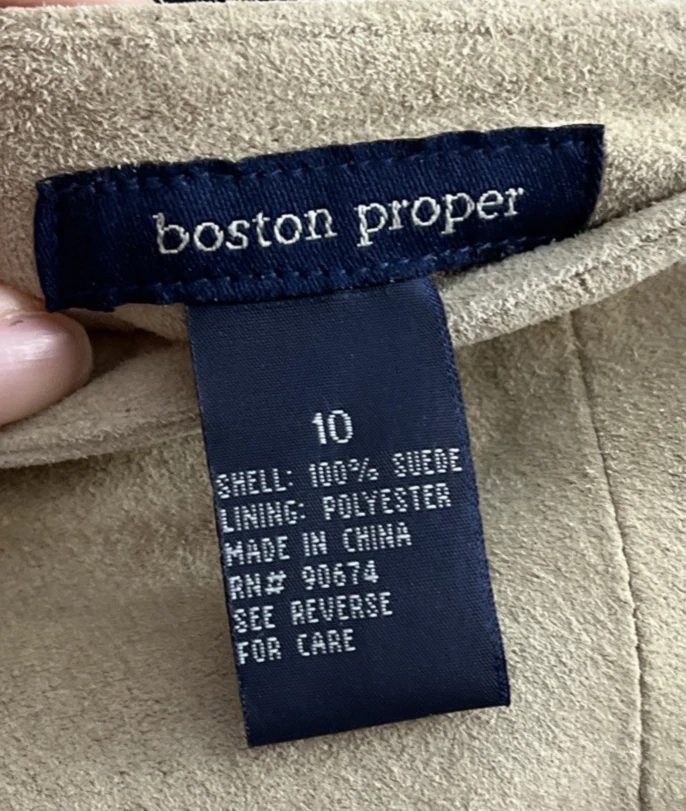 boston proper
10
SHELL: 100% SUEDE
LINING: POLYESTER
MADE IN CHINA
RN# 90674
SEE REVERSE
FOR CARE